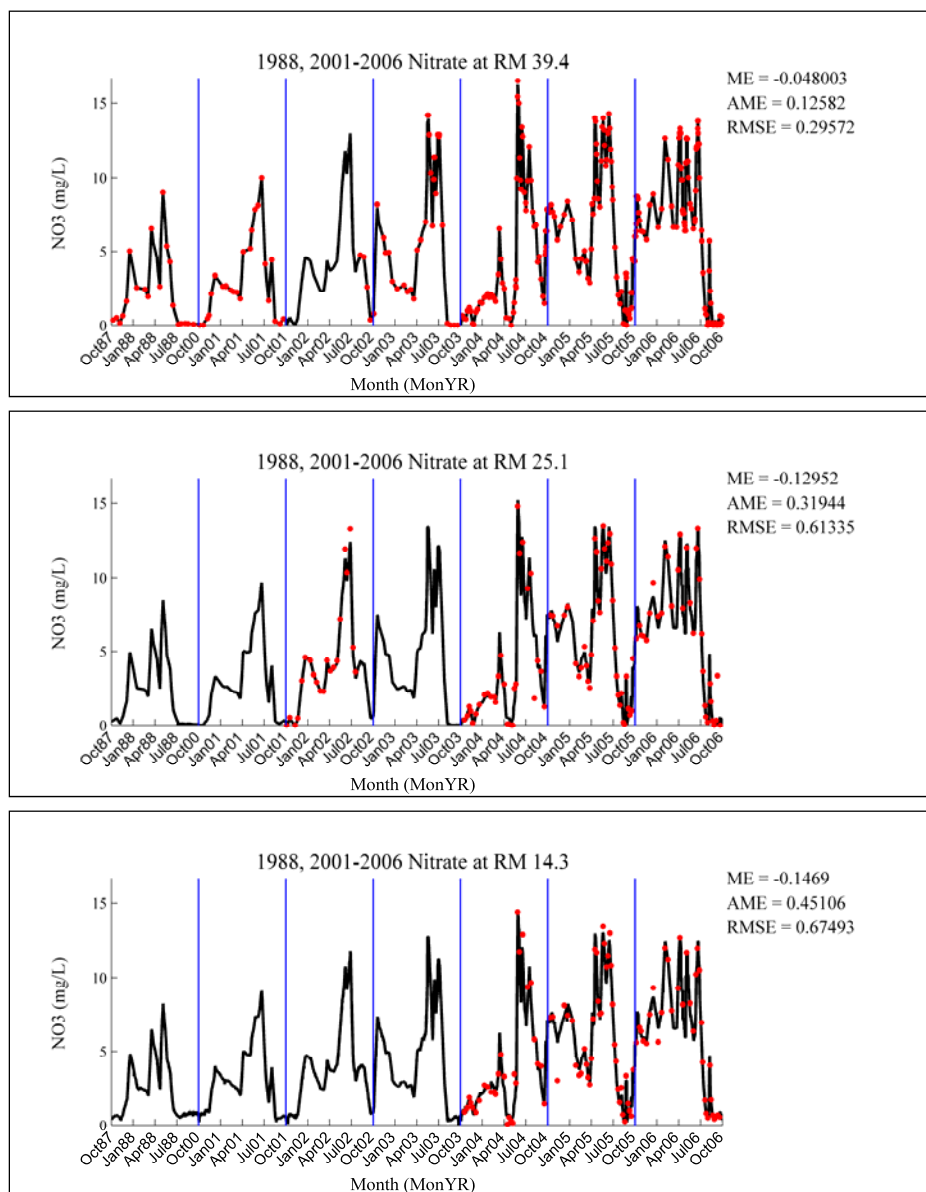 1988, 2001-2006 Nitrate at RM 39.4
ME = -0.048003
AME = 0.12582
RMSE = 0.29572
NO3 (mg/L)
15
10
5
0
Oct87 Jan88 Apr88 Jul88 Oct00 Jan01 Apr01 Jul01 Oct01 Jan02 Apr02 Jul02 Oct02 Jan03 Apr03 Jul03 Oct03 Jan04 Apr04 Jul04 Oct04 Jan05 Apr05 Jul05 Oct05 Jan06 Apr06 Jul06 Oct06
Month (MonYR)
1988, 2001-2006 Nitrate at RM 25.1
ME = -0.12952
AME = 0.31944
RMSE = 0.61335
NO3 (mg/L)
15
10
5
0
Oct87 Jan88 Apr88 Jul88 Oct00 Jan01 Apr01 Jul01 Oct01 Jan02 Apr02 Jul02 Oct02 Jan03 Apr03 Jul03 Oct03 Jan04 Apr04 Jul04 Oct04 Jan05 Apr05 Jul05 Oct05 Jan06 Apr06 Jul06 Oct06
Month (MonYR)
1988, 2001-2006 Nitrate at RM 14.3
ME = -0.1469
AME = 0.45106
RMSE = 0.67493
NO3 (mg/L)
15
10
5
0
Oct87 Jan88 Apr88 Jul88 Oct00 Jan01 Apr01 Jul01 Oct01 Jan02 Apr02 Jul02 Oct02 Jan03 Apr03 Jul03 Oct03 Jan04 Apr04 Jul04 Oct04 Jan05 Apr05 Jul05 Oct05 Jan06 Apr06 Jul06 Oct06
Month (MonYR)